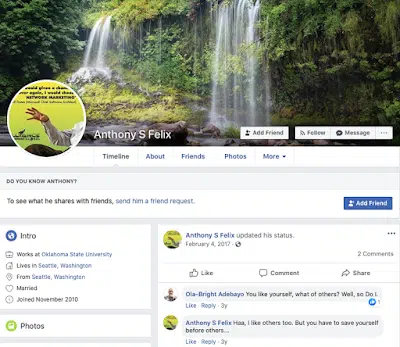 would given a chance
over again, I would choose
NETWORK MARKETING
Anthony S Felix
Add Friend
Follow
Message
Timeline
About
Friends
Photos
More
DO YOU KNOW ANTHONY?
To see what he shares with friends, send him a friend request.
Add Friend
Intro
Works at Oklahoma State University
Lives in Seattle, Washington
From Seattle, Washington
Married
Joined November 2010
Photos
Anthony S Felix updated his status.
February 4, 2017 ·
2 Comments
Like
Comment
Share
Ola-Bright Adebayo You like yourself, what of others? Well, so Do I.
1
Like · Reply · 3y
Anthony S Felix Haa, I like others too. But you have to save yourself
before others...
Like · Reply · 3y